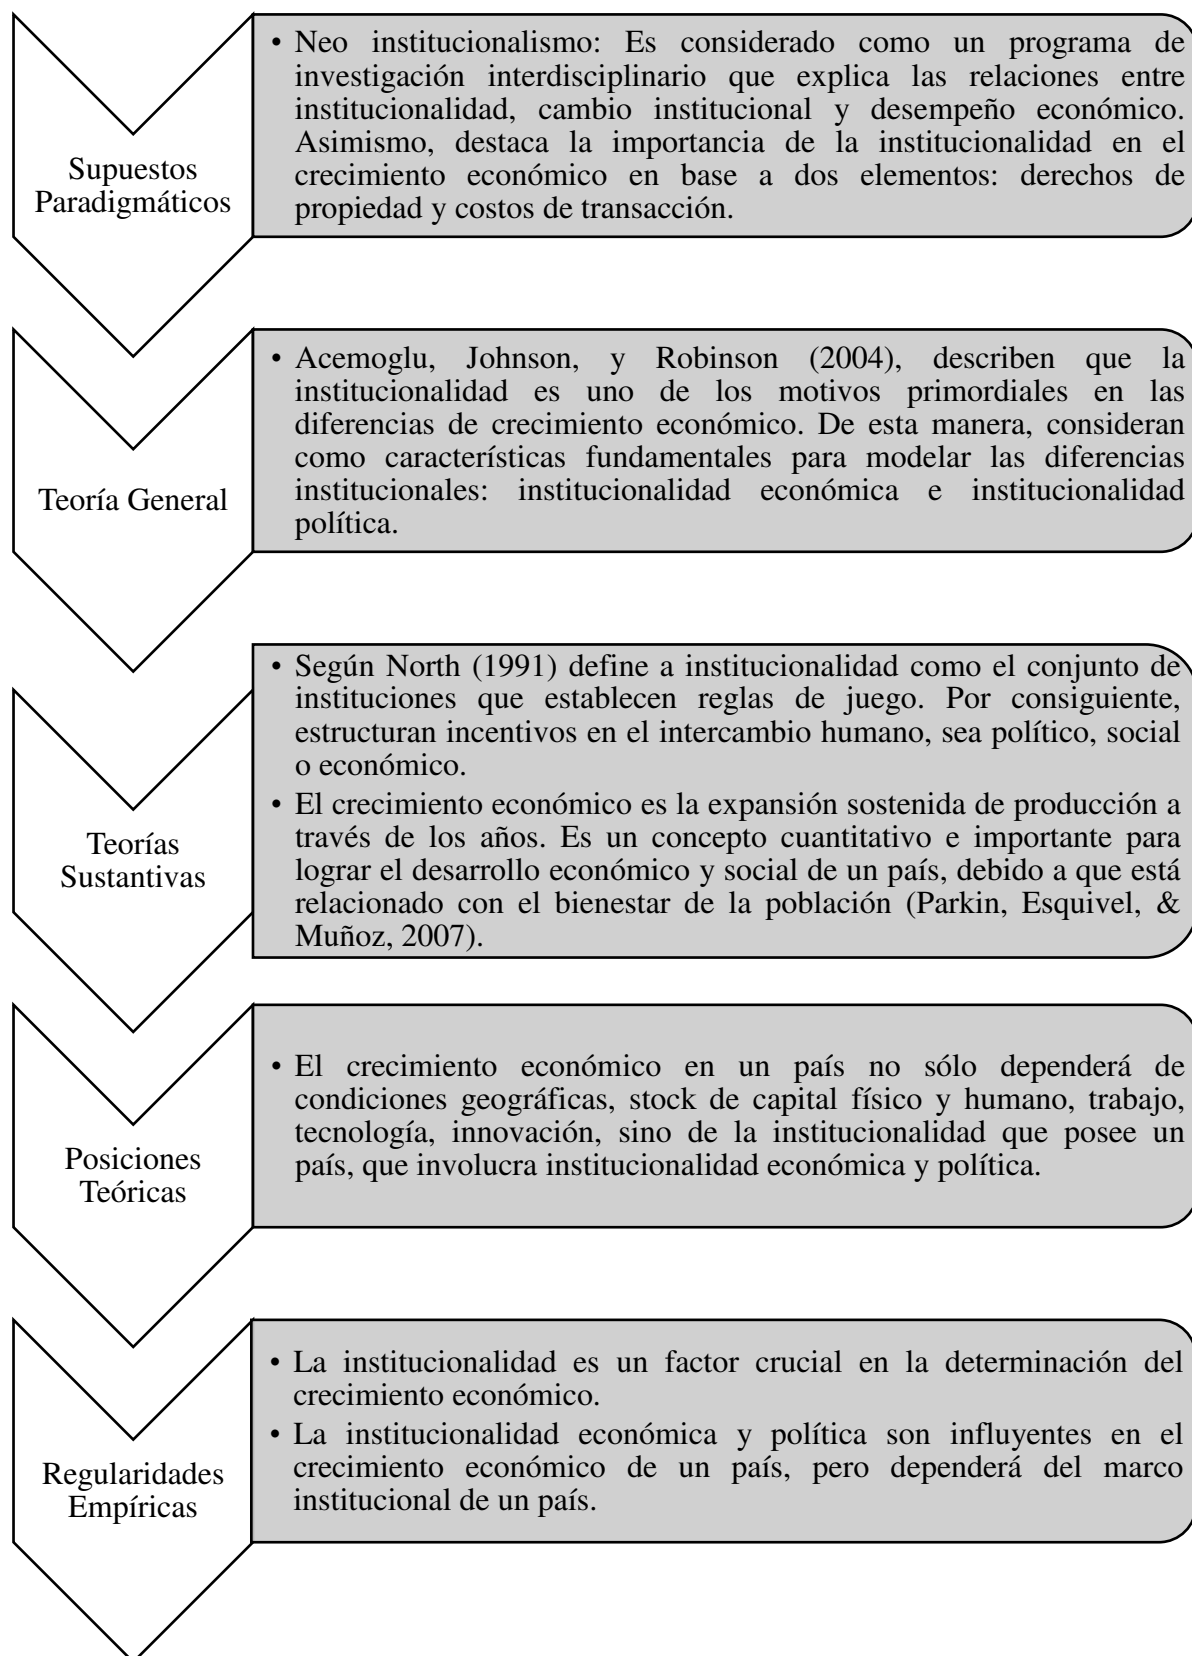 Supuestos
Paradigmáticos
• Neo institucionalismo: Es considerado como un programa de
investigación interdisciplinario que explica las relaciones entre
institucionalidad, cambio institucional y desempeño económico.
Asimismo, destaca la importancia de la institucionalidad en el
crecimiento económico en base a dos elementos: derechos de
propiedad y costos de transacción.
Teoría General
• Acemoglu, Johnson, y Robinson (2004), describen que la
institucionalidad es uno de los motivos primordiales en las
diferencias de crecimiento económico. De esta manera, consideran
como características fundamentales para modelar las diferencias
institucionales: institucionalidad económica e institucionalidad
política.
Teorías
Sustantivas
• Según North (1991) define a institucionalidad como el conjunto de
instituciones que establecen reglas de juego. Por consiguiente,
estructuran incentivos en el intercambio humano, sea político, social
o económico.
• El crecimiento económico es la expansión sostenida de producción a
través de los años. Es un concepto cuantitativo e importante para
lograr el desarrollo económico y social de un país, debido a que está
relacionado con el bienestar de la población (Parkin, Esquivel, &
Muñoz, 2007).
Posiciones
Teóricas
• El crecimiento económico en un país no sólo dependerá de
condiciones geográficas, stock de capital físico y humano, trabajo,
tecnología, innovación, sino de la institucionalidad que posee un
país, que involucra institucionalidad económica y política.
Regularidades
Empíricas
• La institucionalidad es un factor crucial en la determinación del
crecimiento económico.
• La institucionalidad económica y política son influyentes en el
crecimiento económico de un país, pero dependerá del marco
institucional de un país.